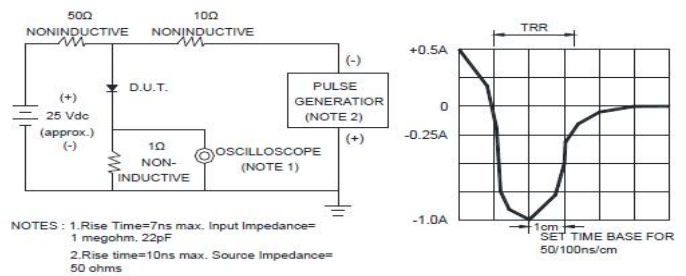 50Ω
NONINDUCTIVE
10Ω
NONINDUCTIVE
(+)
25 Vdc
(approx.)
(-)
D.U.T.
1Ω
NON-
INDUCTIVE
OSCILLOSCOPE
(NOTE 1)
(-)
PULSE
GENERATIOR
(NOTE 2)
(+)
NOTES : 1.Rise Time=7ns max. Input Impedance=
1 megohm. 22pF
2.Rise time=10ns max. Source Impedance=
50 ohms
TRR
+0.5A
0
-0.25A
-1.0A
1cm
SET TIME BASE FOR
50/100ns/cm